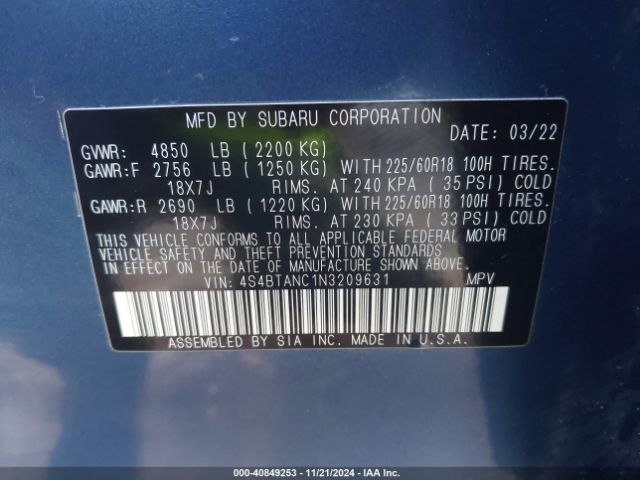 MFD BY SUBARU CORPORATION
DATE: 03/22
GVWR: 4850 LB ( 2200 KG)
GAWR:F 2756 LB ( 1250 KG) WITH 225/60R18 100H TIRES.
18X7J RIMS. AT 240 KPA ( 35 PSI) COLD
GAWR:R 2690 LB ( 1220 KG) WITH 225/60R18 100H TIRES.
18X7J RIMS. AT 230 KPA ( 33 PSI) COLD
THIS VEHICLE CONFORMS TO ALL APPLICABLE FEDERAL MOTOR
VEHICLE SAFETY AND THEFT PREVENTION STANDARDS
IN EFFECT ON THE DATE OF MANUFACTURE SHOWN ABOVE.
VIN: 4S4BTANC1N3209631 MPV
ASSEMBLED BY SIA INC. MADE IN U.S.A.
000-40849253 - 11/21/2024 - IAA Inc.